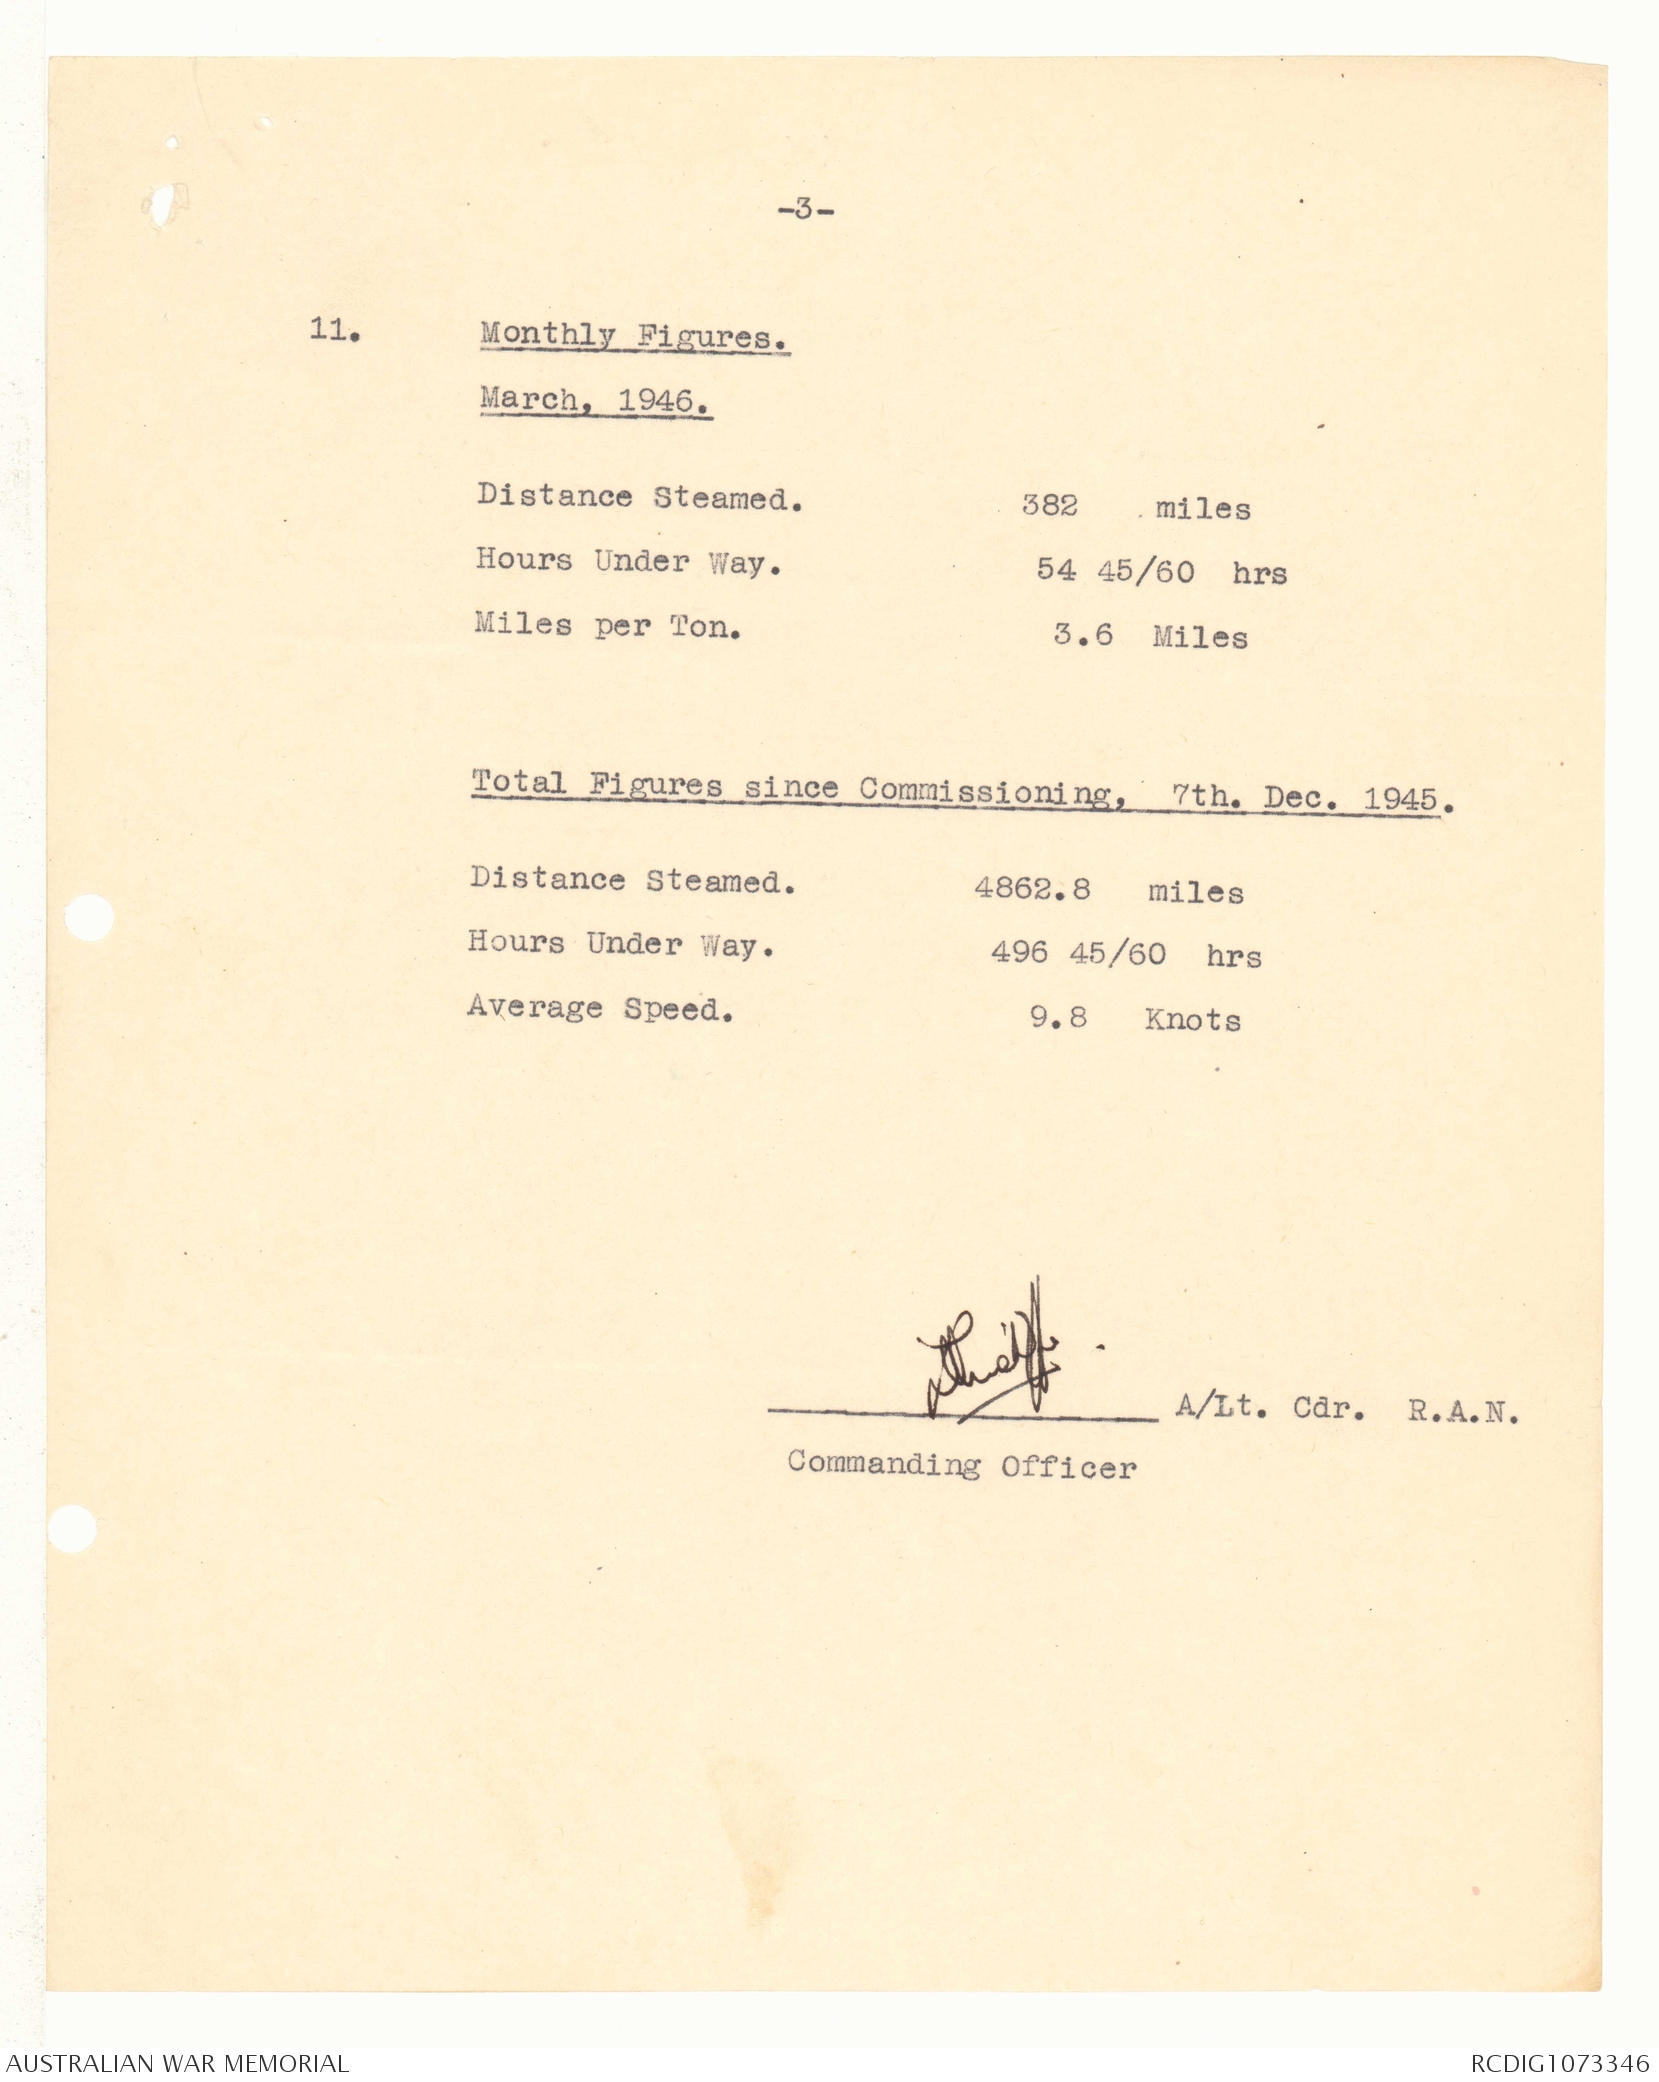 -3-
11. Monthly Figures.
March, 1946.
Distance Steamed. 382 miles
Hours Under Way. 54 45/60 hrs
Miles per Ton. 3.6 Miles
Total Figures since Commissioning, 7th. Dec. 1945.
Distance Steamed. 4862.8 miles
Hours Under Way. 496 45/60 hrs
Average Speed. 9.8 Knots
A/Lt. Cdr. R.A.N.
Commanding Officer
AUSTRALIAN WAR MEMORIAL RCDIG1073346